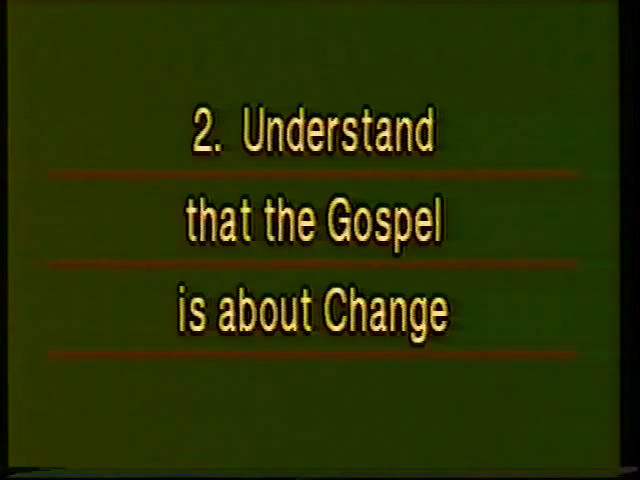 2. Understand
that the Gospel
is about Change